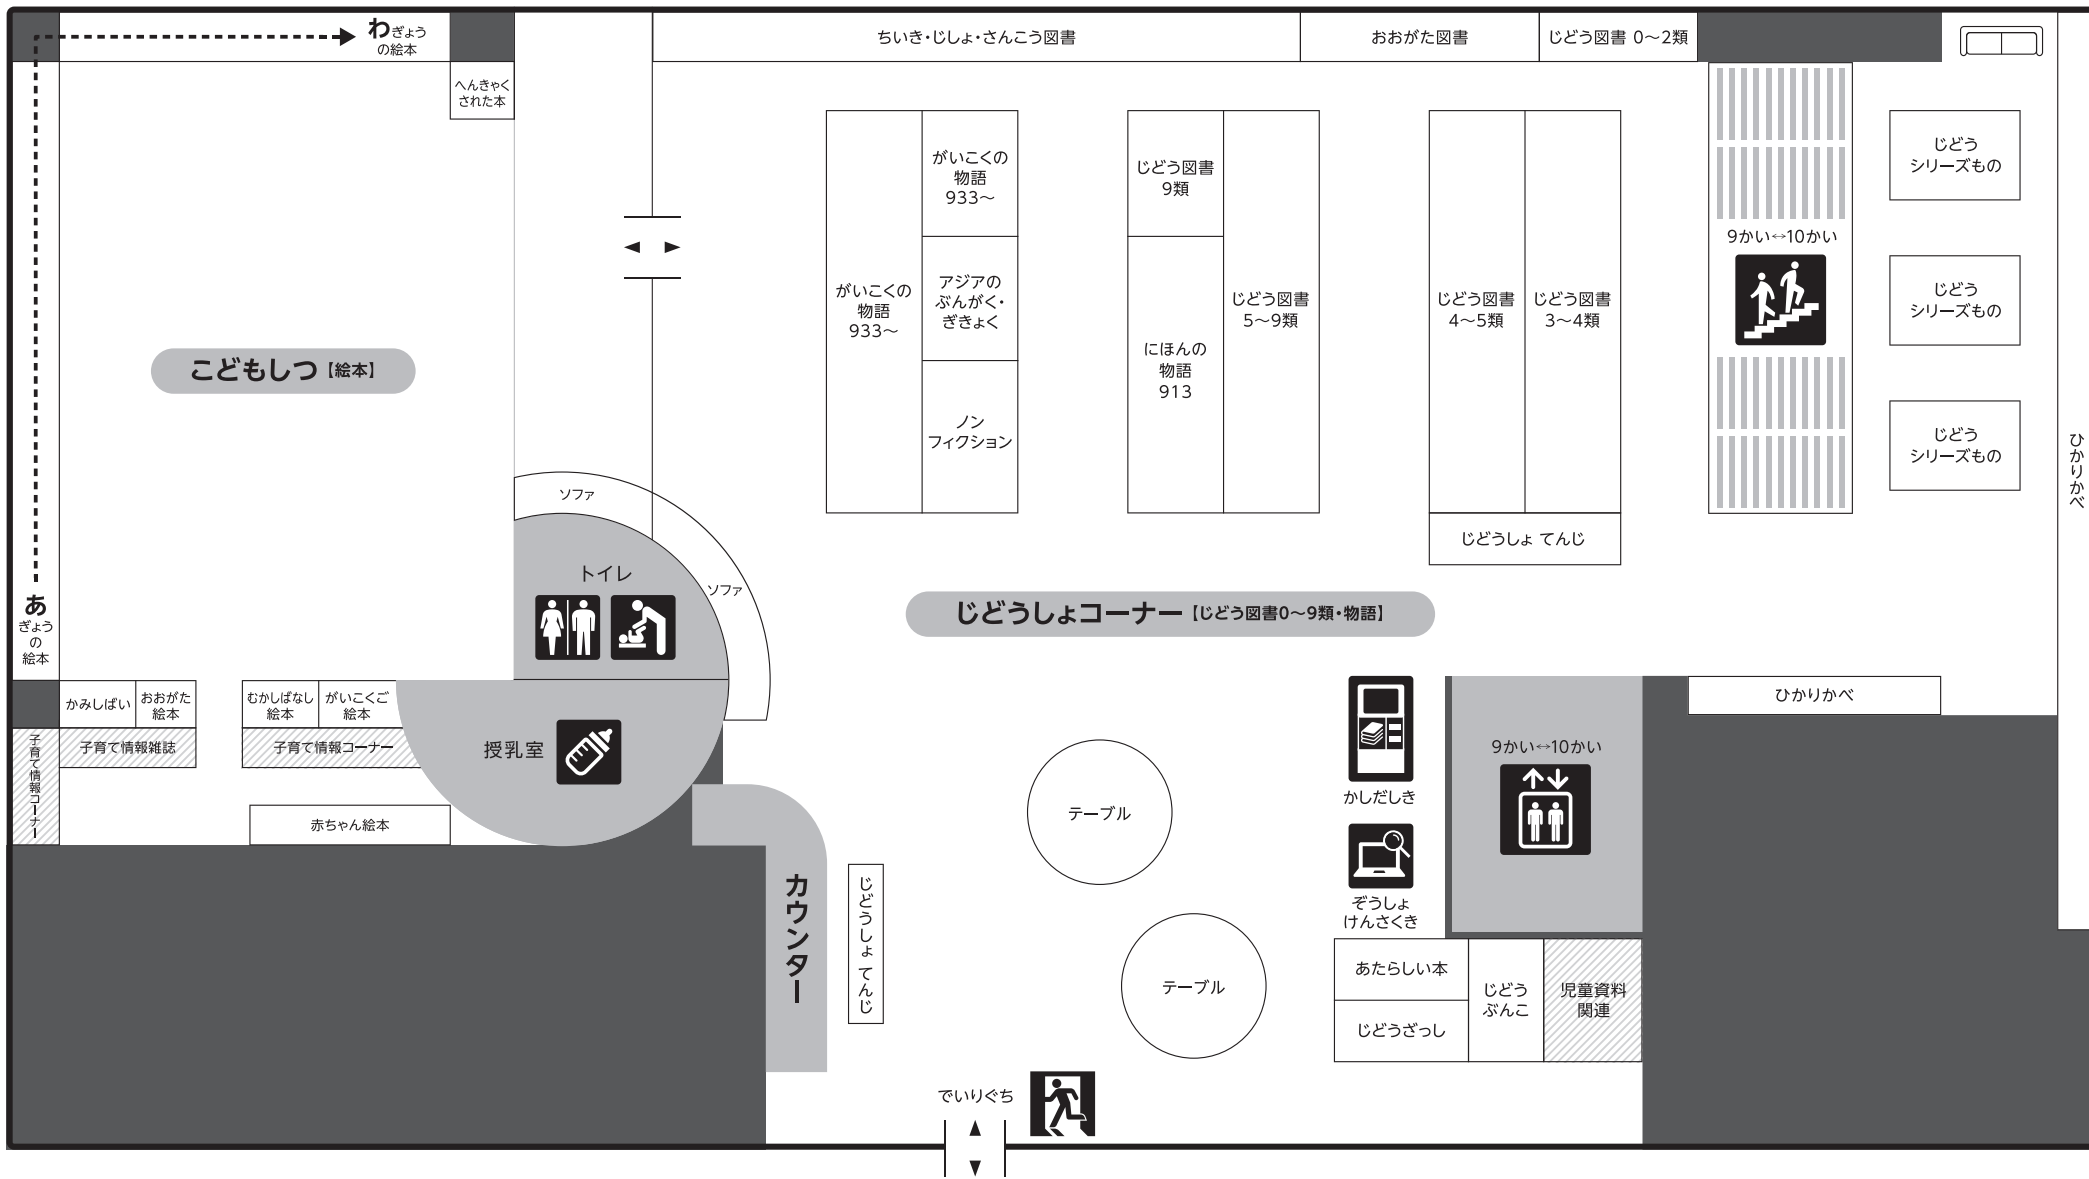 わぎょう
の絵本
へんきゃく
された本
ちいき・じしょ・さんこう図書
おおがた図書
じどう図書 0〜2類
がいこくの
物語
933〜
がいこくの
物語
933〜
アジアの
ぶんがく・
ぎきょく
ノン
フィクション
じどう図書
9類
にほんの
物語
913
じどう図書
5〜9類
じどう図書
4〜5類
じどう図書
3〜4類
じどうしょ てんじ
9かい↔10かい
じどう
シリーズもの
じどう
シリーズもの
じどう
シリーズもの
ひかりかべ
こどもしつ【絵本】
ソファ
ソファ
トイレ
あ
ぎょう
の
絵本
じどうしょコーナー【じどう図書0〜9類・物語】
かみしばい
おおがた
絵本
むかしばなし
絵本
がいこくご
絵本
子育て情報コーナー
子育て情報雑誌
子育て情報コーナー
授乳室
赤ちゃん絵本
カウンター
じどうしょ てんじ
テーブル
テーブル
かしだしき
ぞうしょ
けんさくき
9かい↔10かい
ひかりかべ
あたらしい本
じどうざっし
じどう
ぶんこ
児童資料
関連
でいりぐち